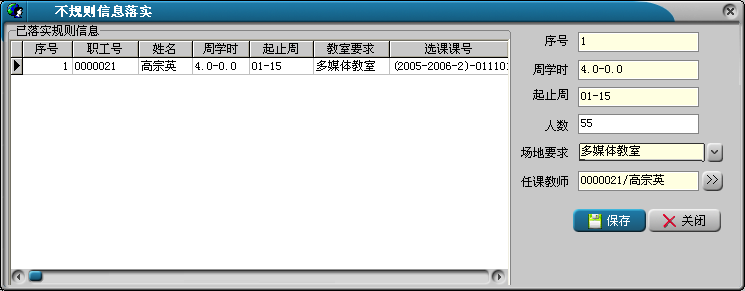 不规则信息落实
已落实规则信息
序号 职工号 姓名 周学时 起止周 教室要求 选课课号
1 0000021 高宗英 4.0-0.0 01-15 多媒体教室 (2005-2006-2)-011101
序号 1
周学时 4.0-0.0
起止周 01-15
人数 55
场地要求 多媒体教室
任课教师 0000021/高宗英 >>
保存 关闭